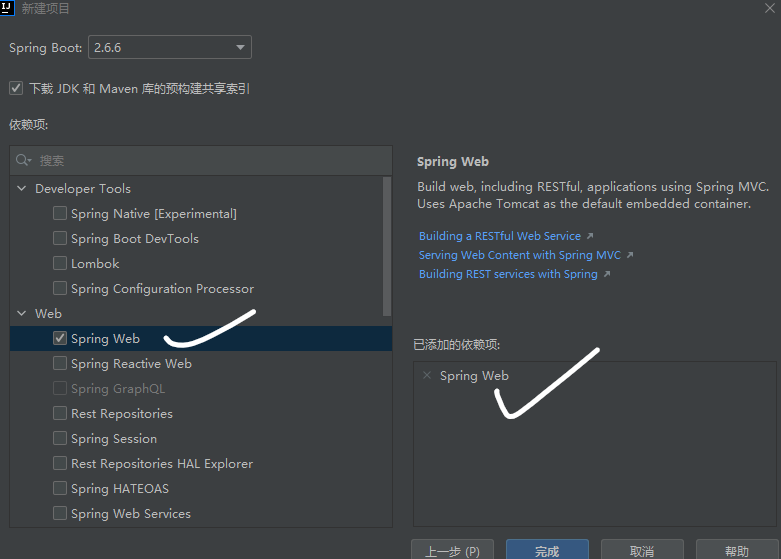 IJ 新建项目
Spring Boot: 2.6.6
下载 JDK 和 Maven 库的预构建共享索引
依赖项:
搜索
Developer Tools
Spring Native [Experimental]
Spring Boot DevTools
Lombok
Spring Configuration Processor
Web
Spring Web
Spring Reactive Web
Spring GraphQL
Rest Repositories
Spring Session
Rest Repositories HAL Explorer
Spring HATEOAS
Spring Web Services
Spring Web
Build web, including RESTful, applications using Spring MVC.
Uses Apache Tomcat as the default embedded container.
Building a RESTful Web Service
Serving Web Content with Spring MVC
Building REST services with Spring
已添加的依赖项:
Spring Web
上一步 (P) 完成 取消 帮助